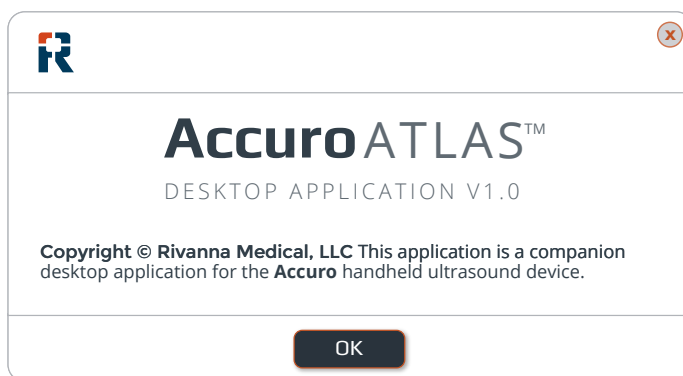 X
AccuroATLAS™
DESKTOP APPLICATION V1.0
Copyright © Rivanna Medical, LLC This application is a companion
desktop application for the Accuro handheld ultrasound device.
OK